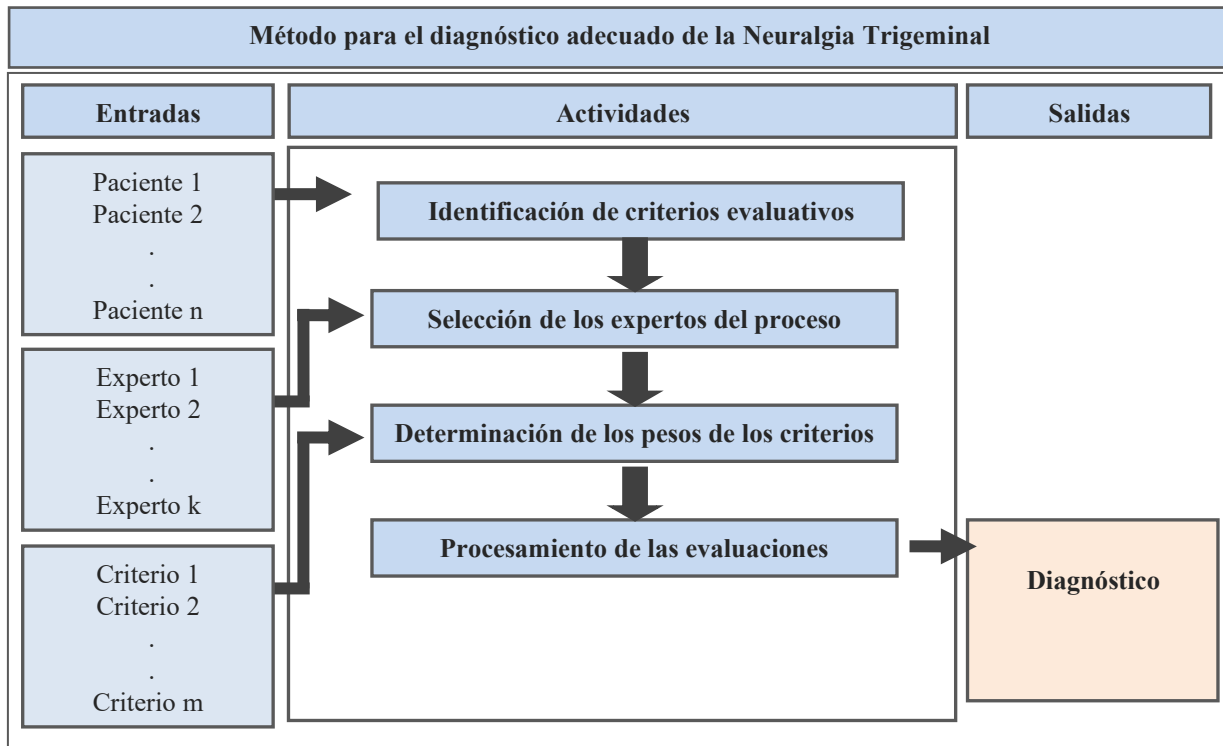 Método para el diagnóstico adecuado de la Neuralgia Trigeminal
Entradas
Actividades
Salidas
Paciente 1
Paciente 2
.
.
Paciente n
Experto 1
Experto 2
.
.
Experto k
Criterio 1
Criterio 2
.
.
Criterio m
Identificación de criterios evaluativos
Selección de los expertos del proceso
Determinación de los pesos de los criterios
Procesamiento de las evaluaciones
Diagnóstico